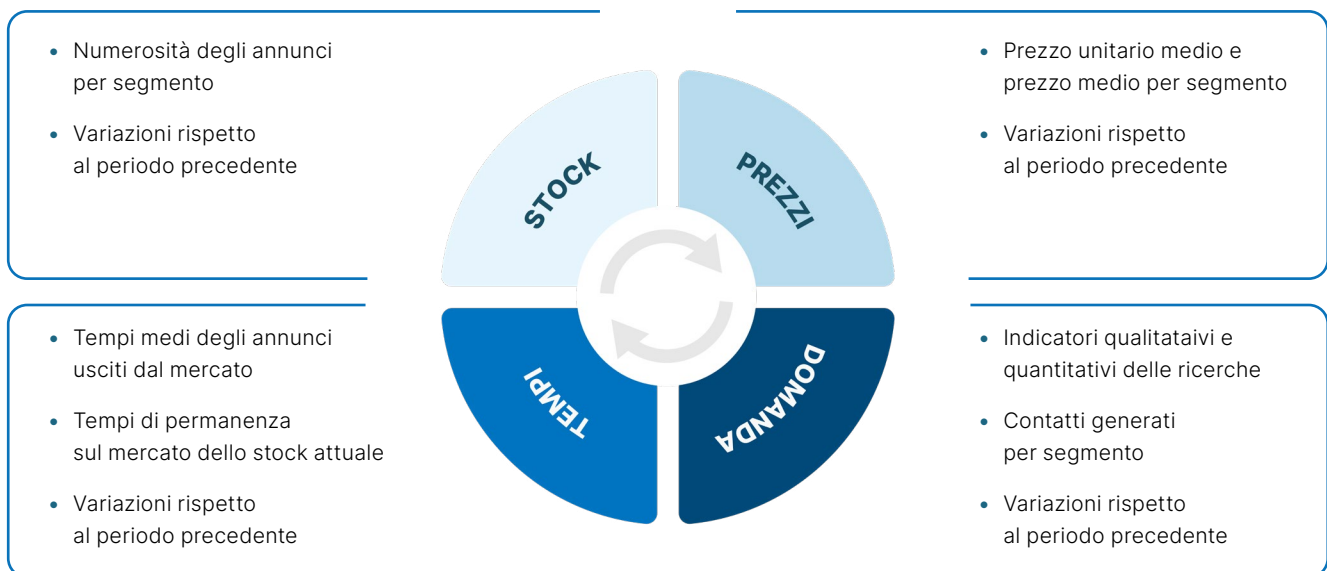 • Numerosità degli annunci
per segmento
• Variazioni rispetto
al periodo precedente
STOCK
PREZZI
• Prezzo unitario medio e
prezzo medio per segmento
• Variazioni rispetto
al periodo precedente
• Tempi medi degli annunci
usciti dal mercato
• Tempi di permanenza
sul mercato dello stock attuale
• Variazioni rispetto
al periodo precedente
TEMPI
DOMANDA
• Indicatori qualitataivi e
quantitativi delle ricerche
• Contatti generati
per segmento
• Variazioni rispetto
al periodo precedente